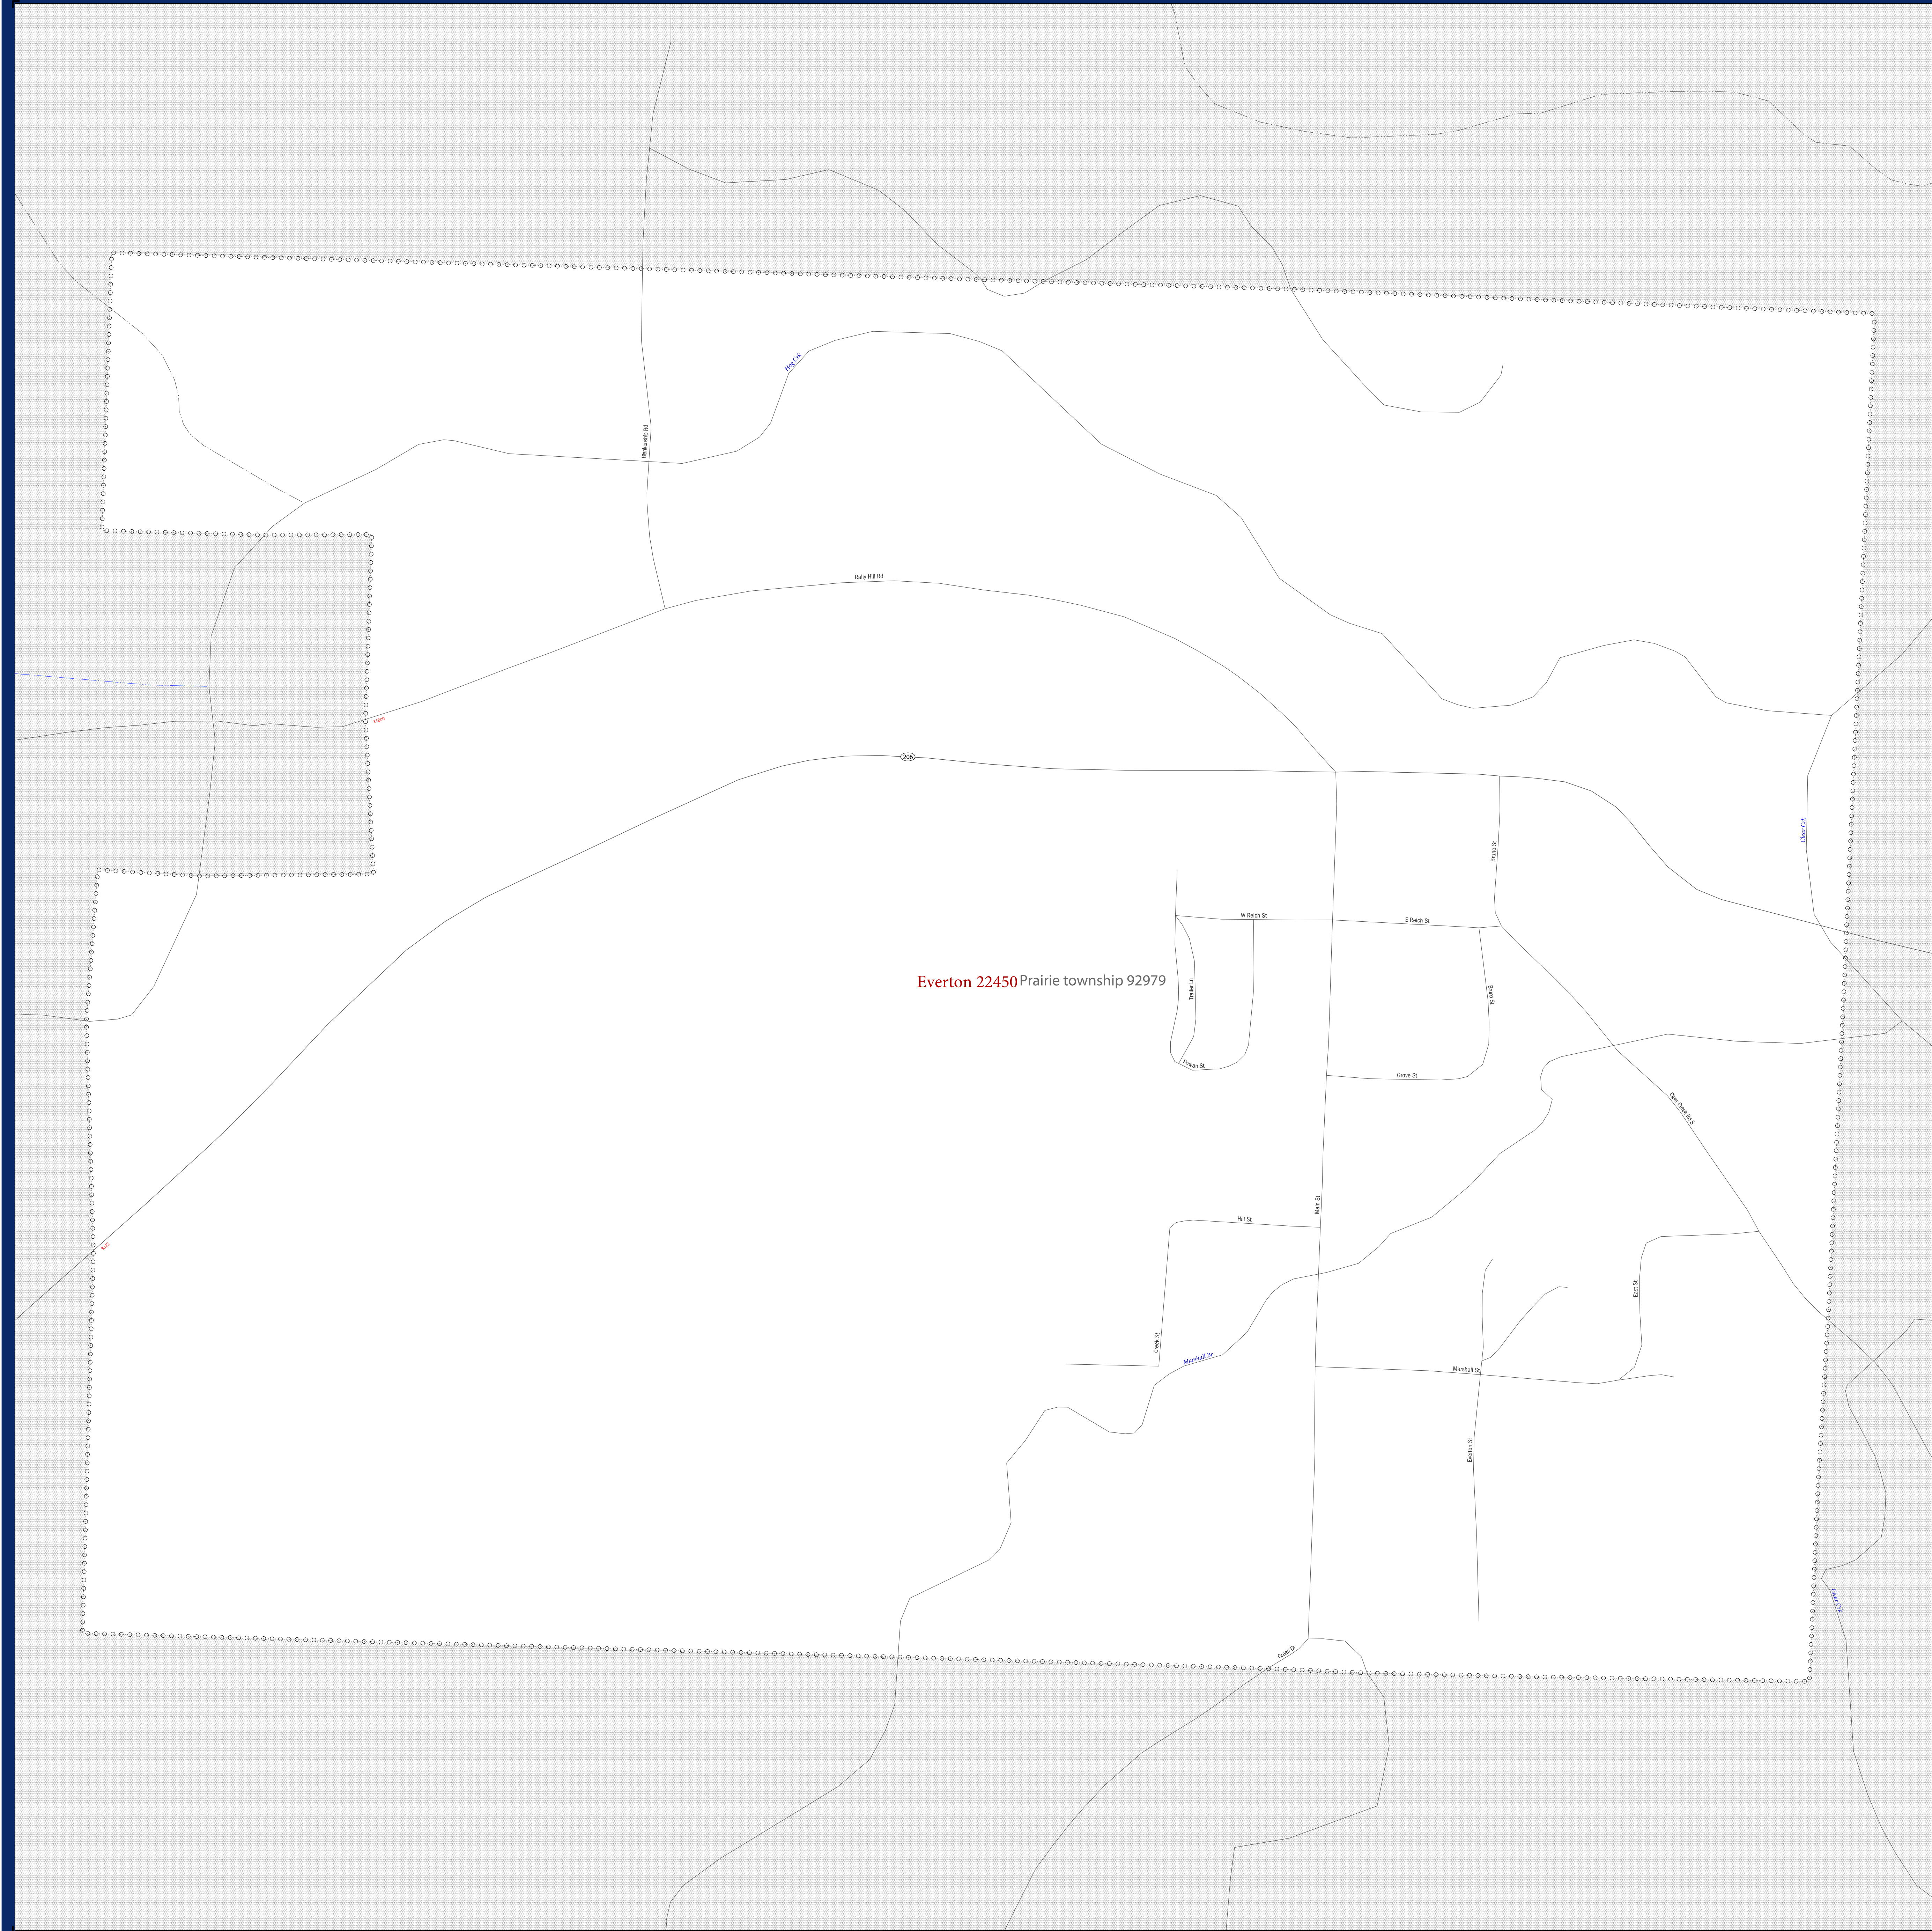 Hog Crk
Blankenship Rd
Rally Hill Rd
206
Clear Crk
Bruno St
W Reich St
E Reich St
Everton 22450
Prairie township 92979
Trailer Ln
Bruno St
Rowan St
Grove St
Clear Creek Rd S
Main St
Hill St
East St
Creek St
Marshall Br
Marshall St
Everton St
Clear Crk
Green Dr